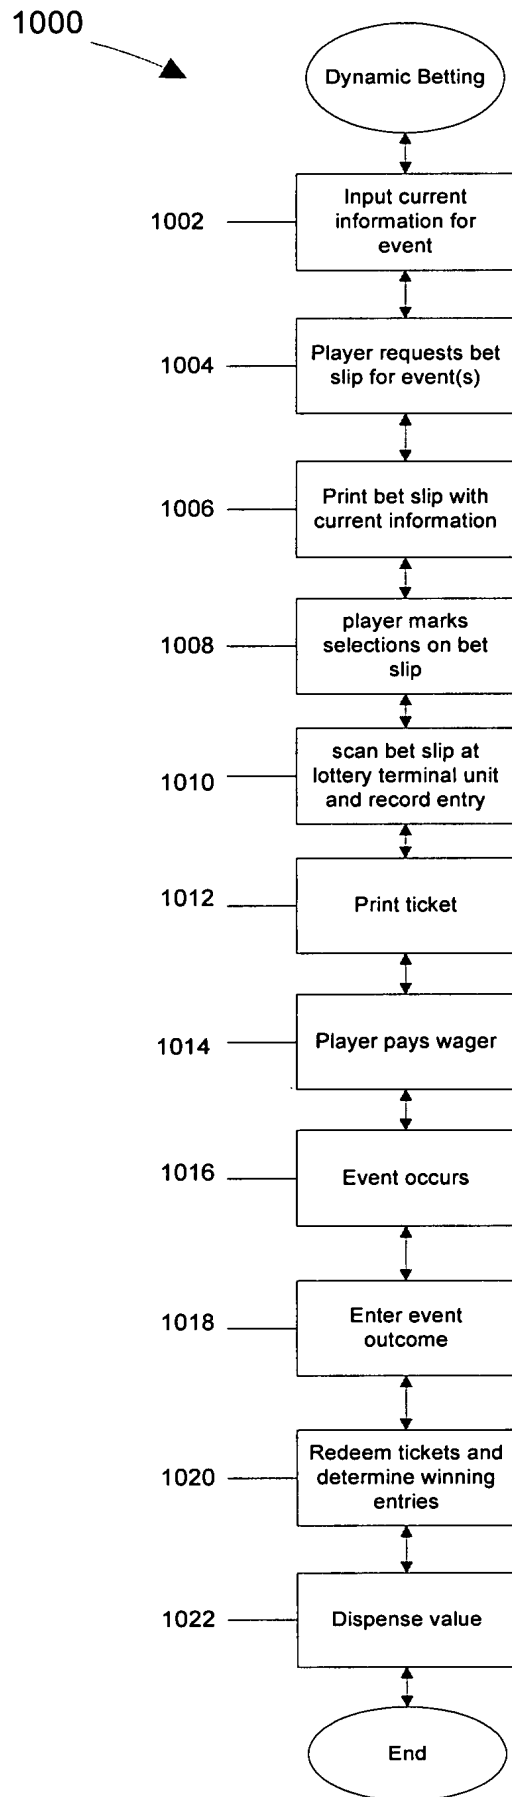 1000
Dynamic Betting
1002
Input current
information for
event
1004
Player requests bet
slip for event(s)
1006
Print bet slip with
current information
1008
player marks
selections on bet
slip
1010
scan bet slip at
lottery terminal unit
and record entry
1012
Print ticket
1014
Player pays wager
1016
Event occurs
1018
Enter event
outcome
1020
Redeem tickets and
determine winning
entries
1022
Dispense value
End